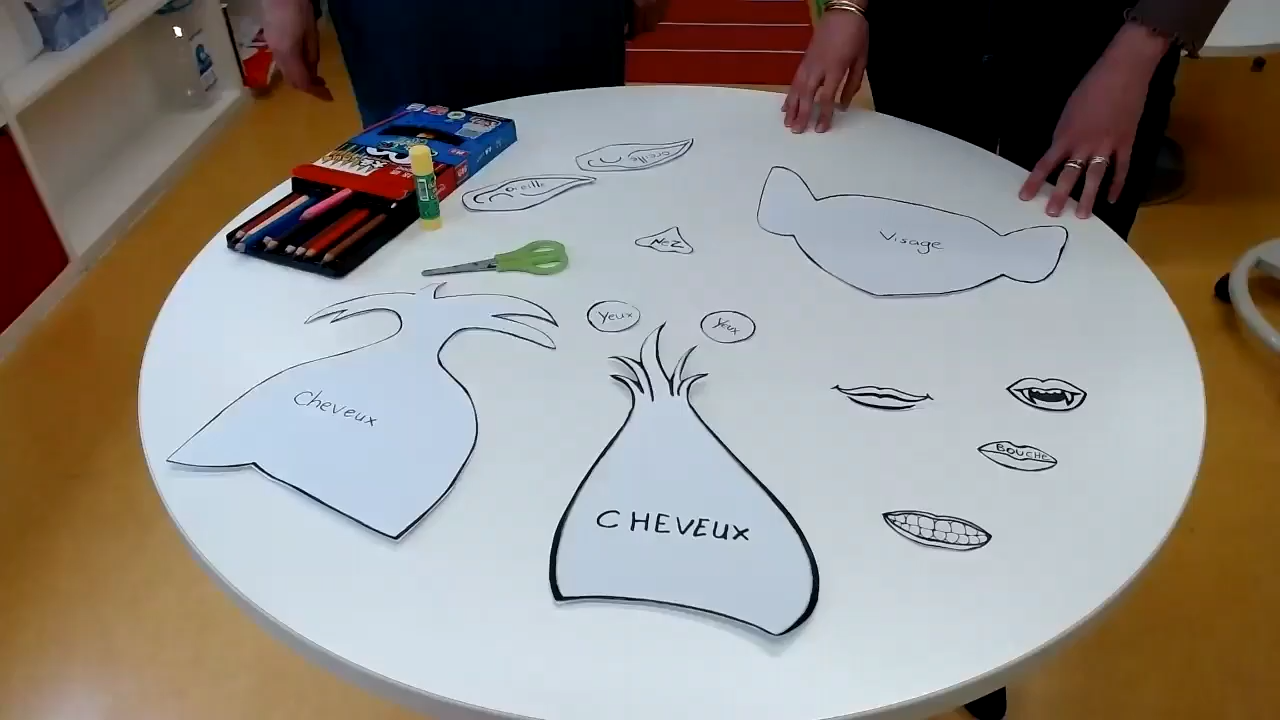 oreille
oreille
NEZ
Visage
Yeux
Yeux
Cheveux
BOUCHE
CHEVEUX